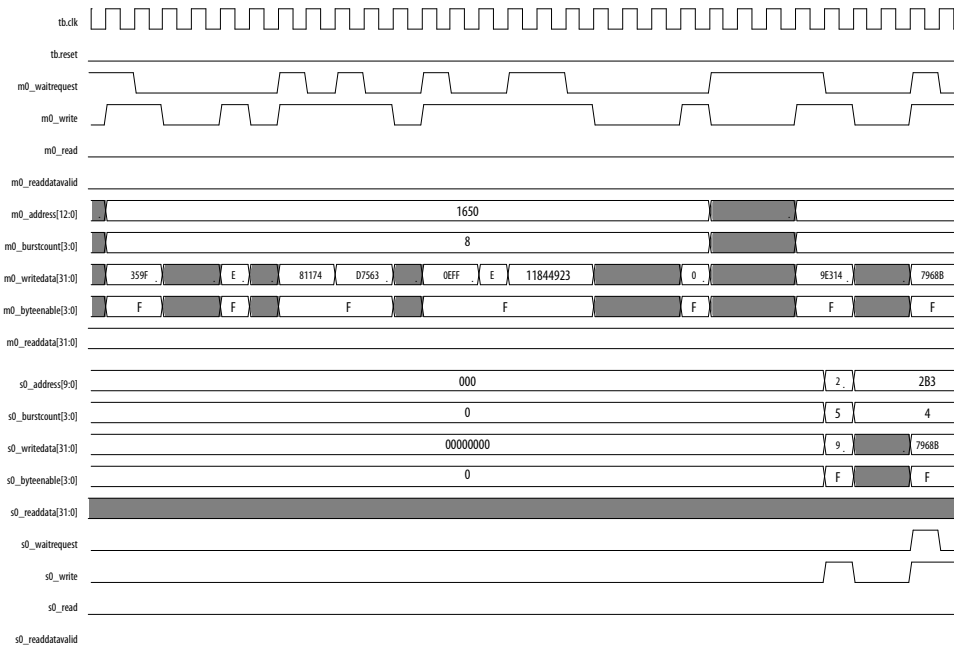 tb.clk
tb.reset
m0_waitrequest
m0_write
m0_read
m0_readdatavalid
m0_address[12:0] . 1650 .
m0_burstcount[3:0] 8
m0_writedata[31:0] . 359F . . E . . 81174 D7563 . . 0EFF . E 11844923 . 0 . . 9E314 . . 7968B
m0_byteenable[3:0] F F F F F F F
m0_readdata[31:0]
s0_address[9:0] 000 2 . 2B3
s0_burstcount[3:0] 0 5 4
s0_writedata[31:0] 00000000 9 . . 7968B
s0_byteenable[3:0] 0 F F
s0_readdata[31:0]
s0_waitrequest
s0_write
s0_read
s0_readdatavalid